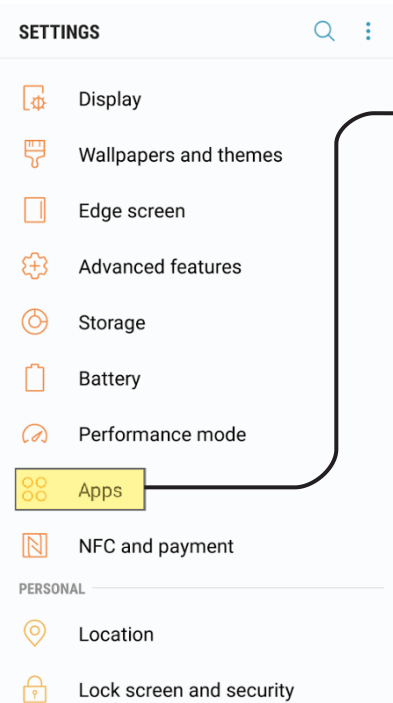 SETTINGS
Display
Wallpapers and themes
Edge screen
Advanced features
Storage
Battery
Performance mode
Apps
NFC and payment
PERSONAL
Location
Lock screen and security